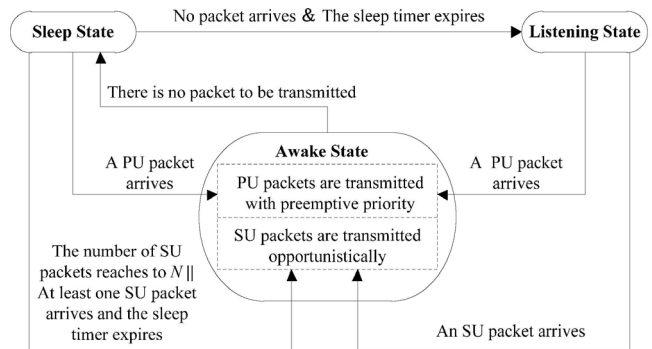 No packet arrives & The sleep timer expires
Sleep State
Listening State
There is no packet to be transmitted
Awake State
A PU packet
arrives
PU packets are transmitted
with preemptive priority
A PU packet
arrives
SU packets are transmitted
opportunistically
The number of SU
packets reaches to N ||
At least one SU packet
arrives and the sleep
timer expires
An SU packet arrives